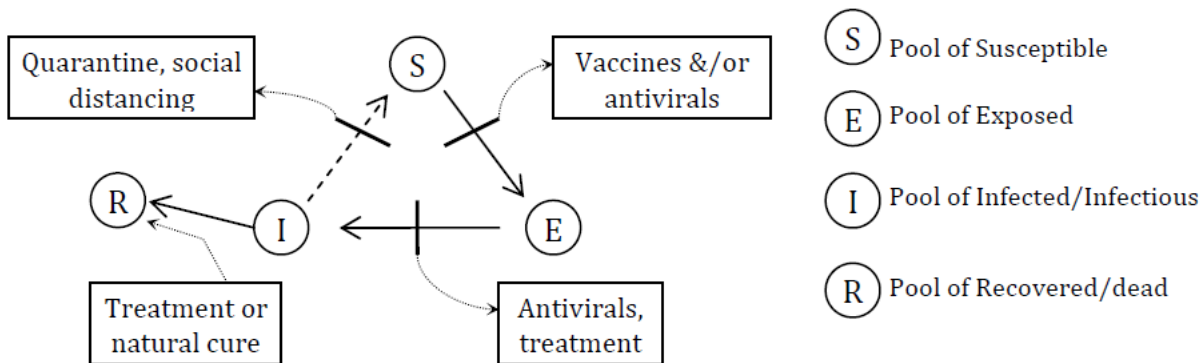 Quarantine, social
distancing
S
Vaccines &/or
antivirals
R
I
E
Treatment or
natural cure
Antivirals,
treatment
S Pool of Susceptible
E Pool of Exposed
I Pool of Infected/Infectious
R Pool of Recovered/dead